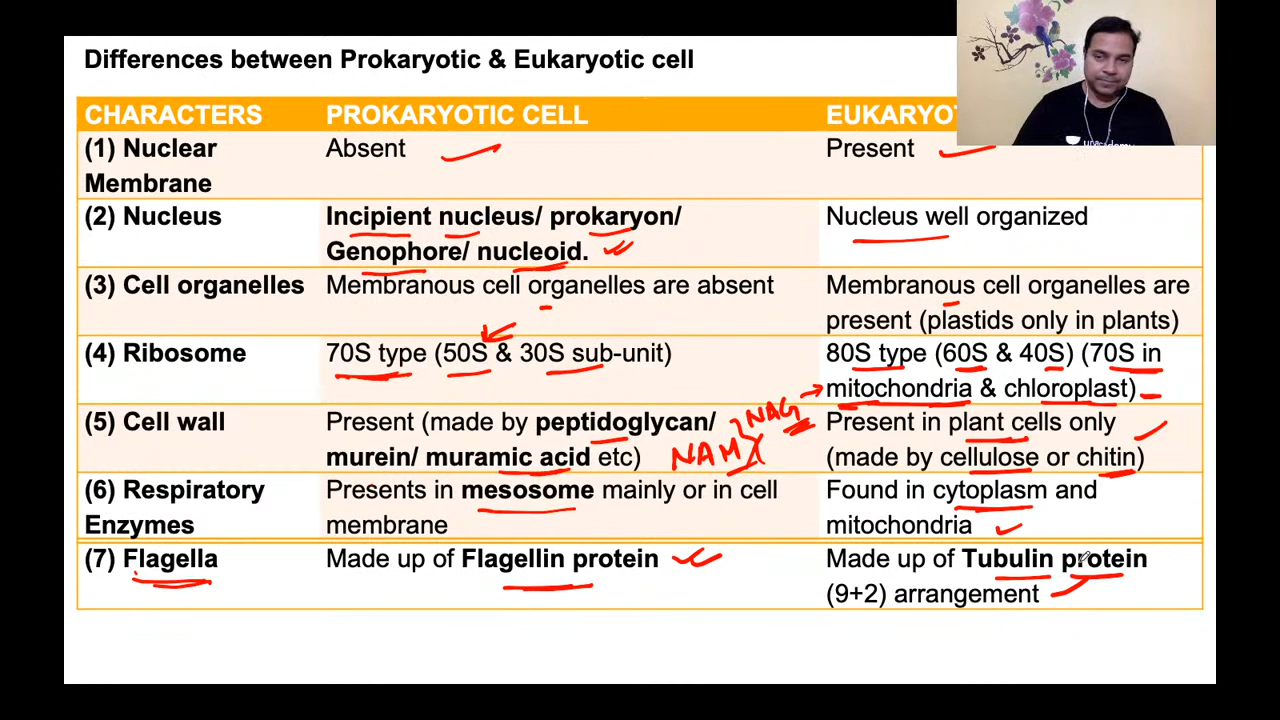 Differences between Prokaryotic & Eukaryotic cell
CHARACTERS PROKARYOTIC CELL EUKARYOT
(1) Nuclear Absent Present
Membrane
(2) Nucleus Incipient nucleus/ prokaryon/ Nucleus well organized
Genophore/ nucleoid.
(3) Cell organelles Membranous cell organelles are absent Membranous cell organelles are
present (plastids only in plants)
(4) Ribosome 70S type (50S & 30S sub-unit) 80S type (60S & 40S) (70S in
mitochondria & chloroplast)
NAG
(5) Cell wall Present (made by peptidoglycan/ Present in plant cells only
murein/ muramic acid etc) NAM (made by cellulose or chitin)
(6) Respiratory Presents in mesosome mainly or in cell Found in cytoplasm and
Enzymes membrane mitochondria
(7) Flagella Made up of Flagellin protein Made up of Tubulin protein
(9+2) arrangement